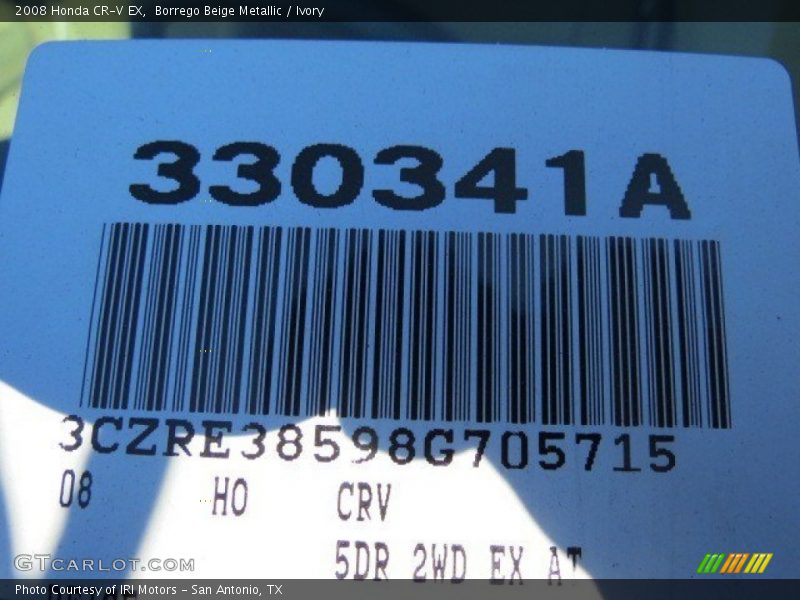 2008 Honda CR-V EX, Borrego Beige Metallic / Ivory
330341A
3CZRE38598G705715
08 HO CRV
5DR 2WD EX AT
GTCARLOT.COM
Photo Courtesy of IRI Motors - San Antonio, TX